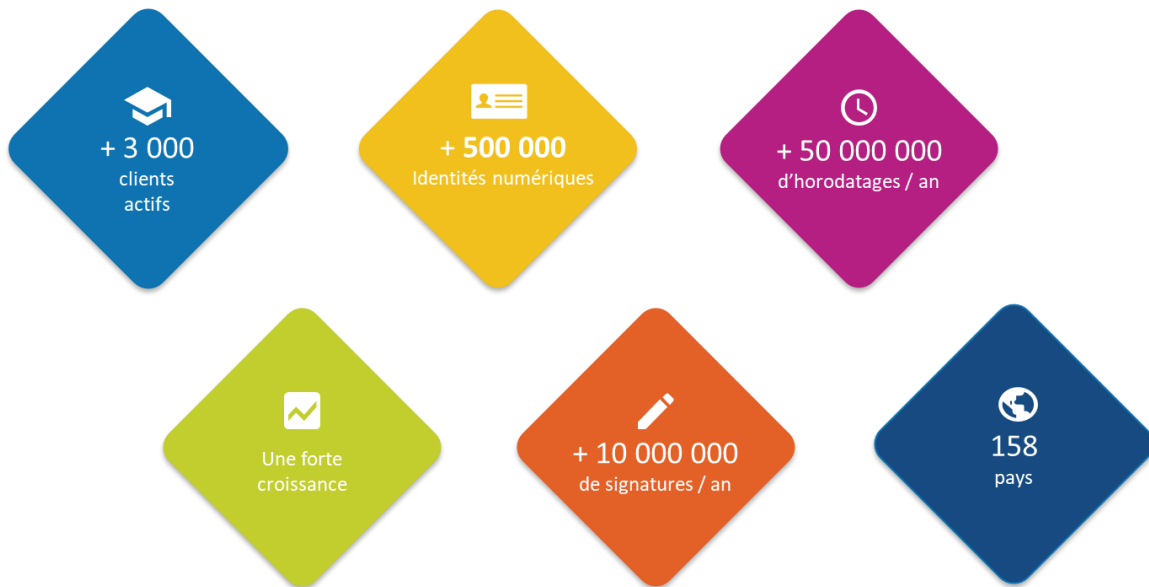 + 3 000
clients
actifs
+ 500 000
Identités numériques
+ 50 000 000
d’horodatages / an
Une forte
croissance
+ 10 000 000
de signatures / an
158
pays